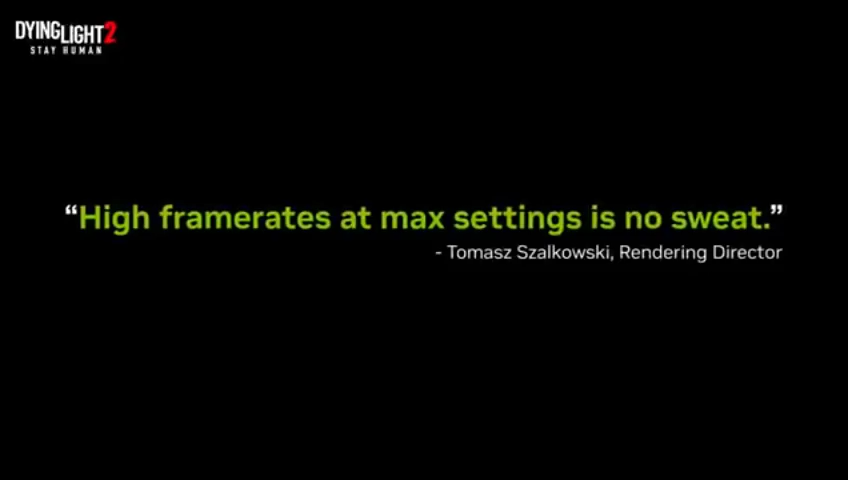 DYING LIGHT 2
STAY HUMAN
“High framerates at max settings is no sweat.”
- Tomasz Szalkowski, Rendering Director